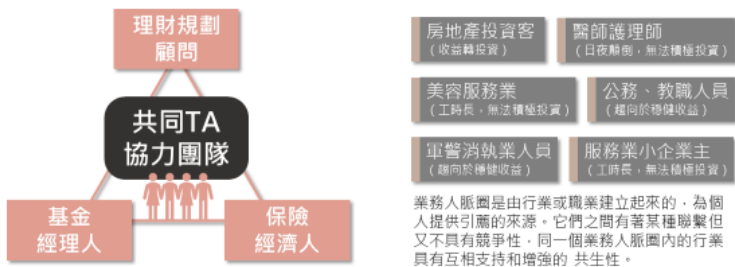 理財規劃
顧問
共同TA
協力團隊
基金
經理人
保險
經濟人
房地產投資客
（收益轉投資）
醫師護理師
（日夜顛倒，無法積極投資）
美容服務業
（工時長，無法積極投資）
公務、教職人員
（趨向於穩健收益）
軍警消執業人員
（趨向於穩健收益）
服務業小企業主
（工時長，無法積極投資）
業務人脈圈是由行業或職業建立起來的，為個
人提供引薦的來源。它們之間有著某種聯繫但
又不具有競爭性，同一個業務人脈圈內的行業
具有互相支持和增強的 共生性。